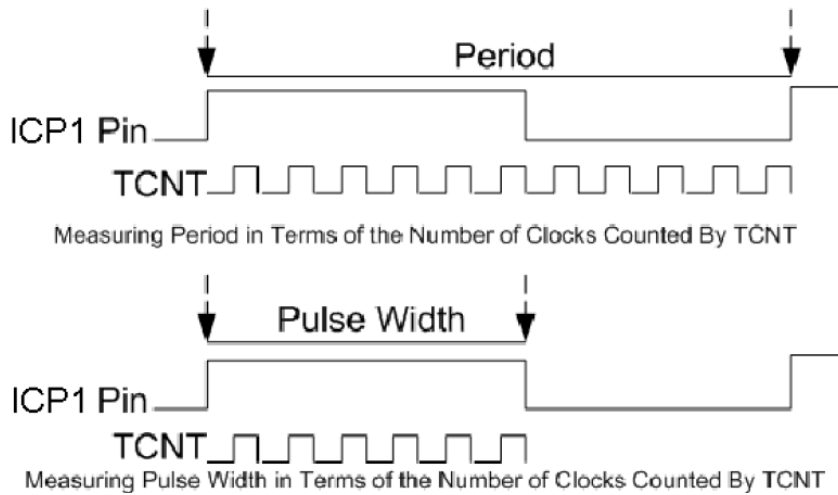 Period
ICP1 Pin
TCNT
Measuring Period in Terms of the Number of Clocks Counted By TCNT
Pulse Width
ICP1 Pin
TCNT
Measuring Pulse Width in Terms of the Number of Clocks Counted By TCNT